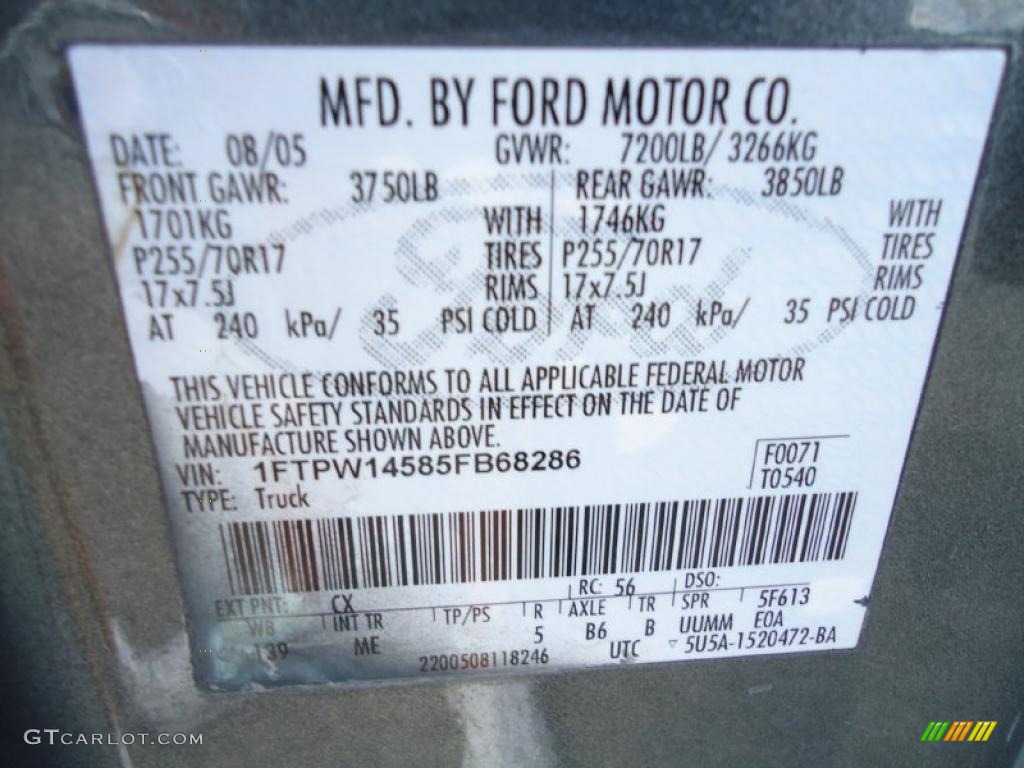 MFD. BY FORD MOTOR CO.
DATE: 08/05 GVWR: 7200LB/ 3266KG
FRONT GAWR: 3750LB REAR GAWR: 3850LB
1701KG WITH 1746KG WITH
P255/70R17 TIRES P255/70R17 TIRES
17x7.5J RIMS 17x7.5J RIMS
AT 240 kPa/ 35 PSI COLD AT 240 kPa/ 35 PSI COLD
Ford
THIS VEHICLE CONFORMS TO ALL APPLICABLE FEDERAL MOTOR
VEHICLE SAFETY STANDARDS IN EFFECT ON THE DATE OF
MANUFACTURE SHOWN ABOVE.
VIN: 1FTPW14585FB68286 F0071
TYPE: Truck T0540
EXT PNT: CX RC: 56 DSO:
W8 INT TR TP/PS R AXLE TR SPR 5F613
139 ME 5 B6 B UUMM EOA
2200508118246 UTC ▽ 5U5A-1520472-BA
GTCARLOT.COM